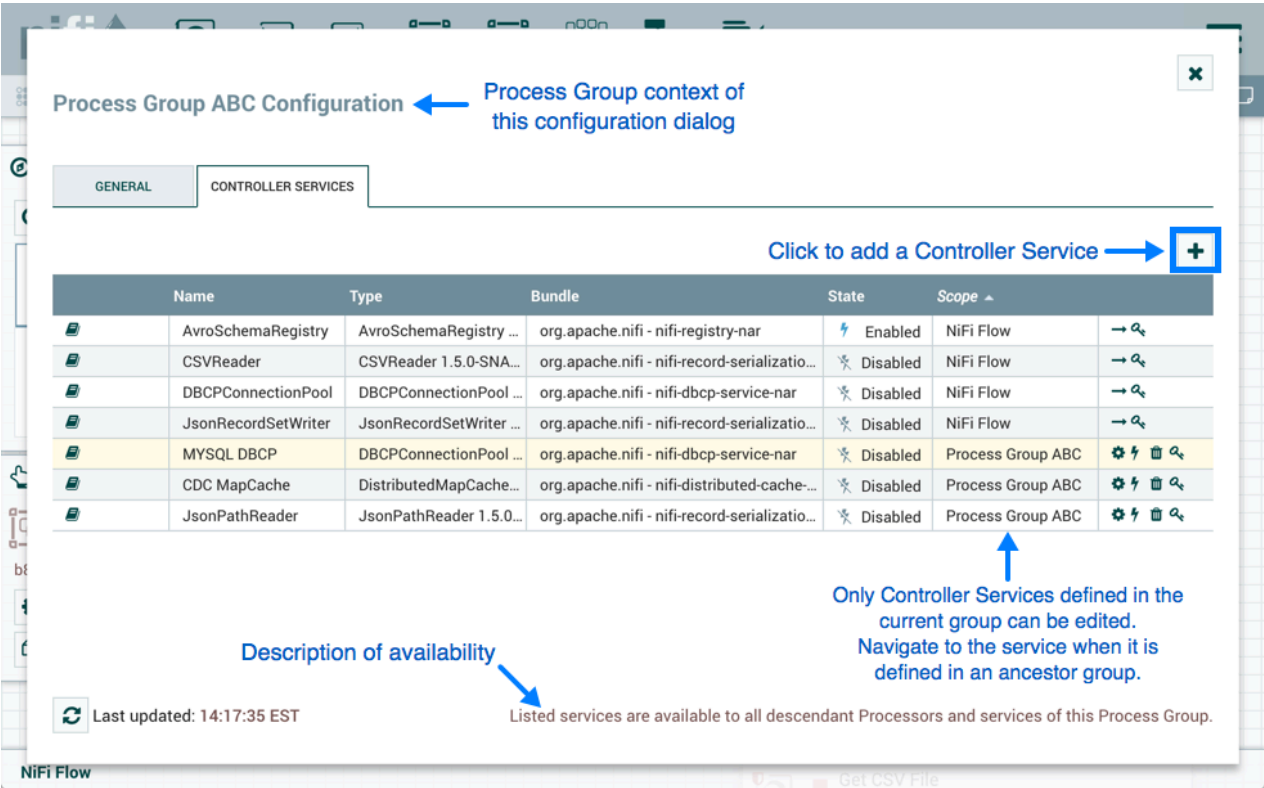 nifi
Process Group ABC Configuration
Process Group context of
this configuration dialog
GENERAL
CONTROLLER SERVICES
Click to add a Controller Service
Name Type Bundle State Scope
AvroSchemaRegistry AvroSchemaRegistry ... org.apache.nifi - nifi-registry-nar Enabled NiFi Flow
CSVReader CSVReader 1.5.0-SNA... org.apache.nifi - nifi-record-serializatio... Disabled NiFi Flow
DBCPConnectionPool DBCPConnectionPool ... org.apache.nifi - nifi-dbcp-service-nar Disabled NiFi Flow
JsonRecordSetWriter JsonRecordSetWriter ... org.apache.nifi - nifi-record-serializatio... Disabled NiFi Flow
MYSQL DBCP DBCPConnectionPool ... org.apache.nifi - nifi-dbcp-service-nar Disabled Process Group ABC
CDC MapCache DistributedMapCache... org.apache.nifi - nifi-distributed-cache-... Disabled Process Group ABC
JsonPathReader JsonPathReader 1.5.0... org.apache.nifi - nifi-record-serializatio... Disabled Process Group ABC
Only Controller Services defined in the
current group can be edited.
Navigate to the service when it is
defined in an ancestor group.
Description of availability
Last updated: 14:17:35 EST
Listed services are available to all descendant Processors and services of this Process Group.
NiFi Flow
Get CSV File